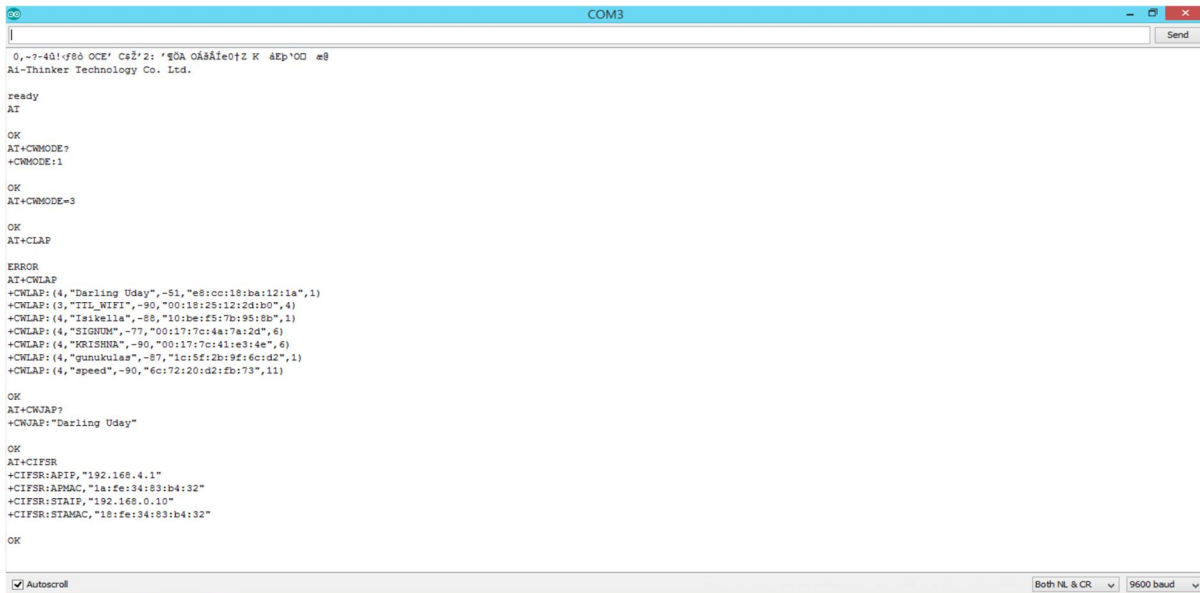 COM3
Send
Ai-Thinker Technology Co. Ltd.
ready
AT
OK
AT+CWMODE?
+CWMODE:1
OK
AT+CWMODE=3
OK
AT+CLAP
ERROR
AT+CWLAP
+CWLAP:(4,"Darling Uday",-51,"e8:cc:18:ba:12:1a",1)
+CWLAP:(3,"TTL_WIFI",-90,"00:18:25:12:2d:b0",4)
+CWLAP:(4,"Isikella",-88,"10:be:f5:7b:95:8b",1)
+CWLAP:(4,"SIGNUM",-77,"00:17:7c:4a:7a:2d",6)
+CWLAP:(4,"KRISHNA",-90,"00:17:7c:41:e3:4e",6)
+CWLAP:(4,"gunukulas",-87,"1c:5f:2b:9f:6c:d2",1)
+CWLAP:(4,"speed",-90,"6c:72:20:d2:fb:73",11)
OK
AT+CWJAP?
+CWJAP:"Darling Uday"
OK
AT+CIFSR
+CIFSR:APIP,"192.168.4.1"
+CIFSR:APMAC,"1a:fe:34:83:b4:32"
+CIFSR:STAIP,"192.168.0.10"
+CIFSR:STAMAC,"18:fe:34:83:b4:32"
OK
Autoscroll
Both NL & CR
9600 baud